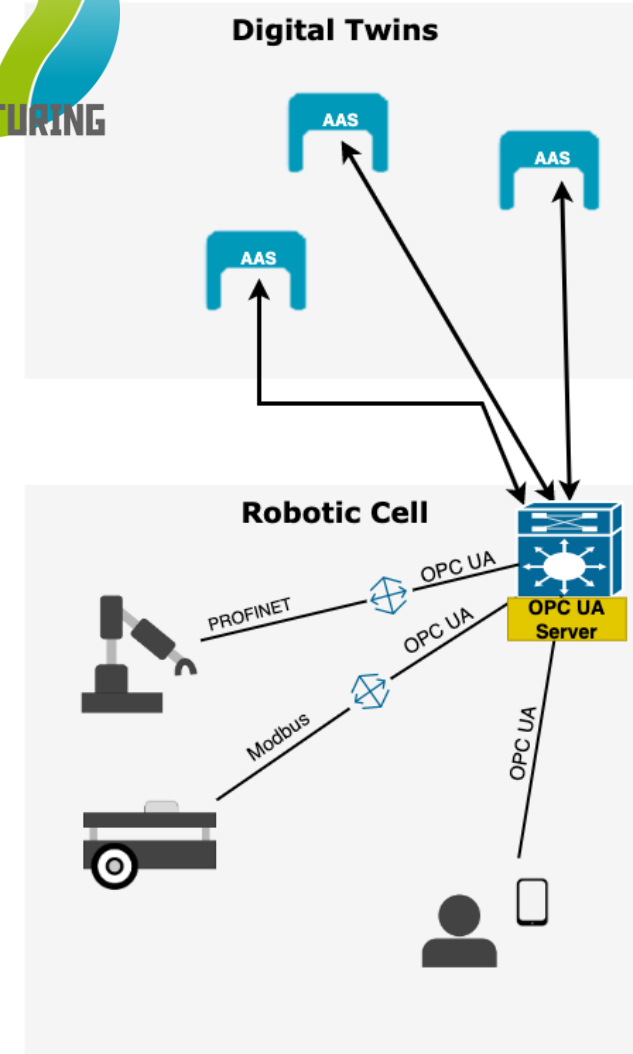 Digital Twins
TURING
AAS
AAS
AAS
Robotic Cell
OPC UA
PROFINET
OPC UA
OPC UA
Server
Modbus
OPC UA